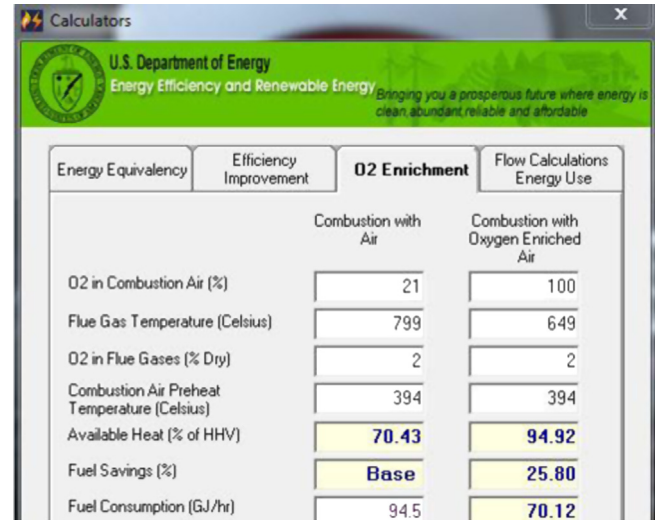 Calculators
x
U.S. Department of Energy
Energy Efficiency and Renewable Energy
Bringing you a prosperous future where energy is
clean, abundant, reliable and affordable
Energy Equivalency
Efficiency
Improvement
O2 Enrichment
Flow Calculations
Energy Use
Combustion with
Air
Combustion with
Oxygen Enriched
Air
O2 in Combustion Air (%) 21 100
Flue Gas Temperature (Celsius) 799 649
O2 in Flue Gases (% Dry) 2 2
Combustion Air Preheat
Temperature (Celsius) 394 394
Available Heat (% of HHV) 70.43 94.92
Fuel Savings (%) Base 25.80
Fuel Consumption (GJ/hr) 94.5 70.12